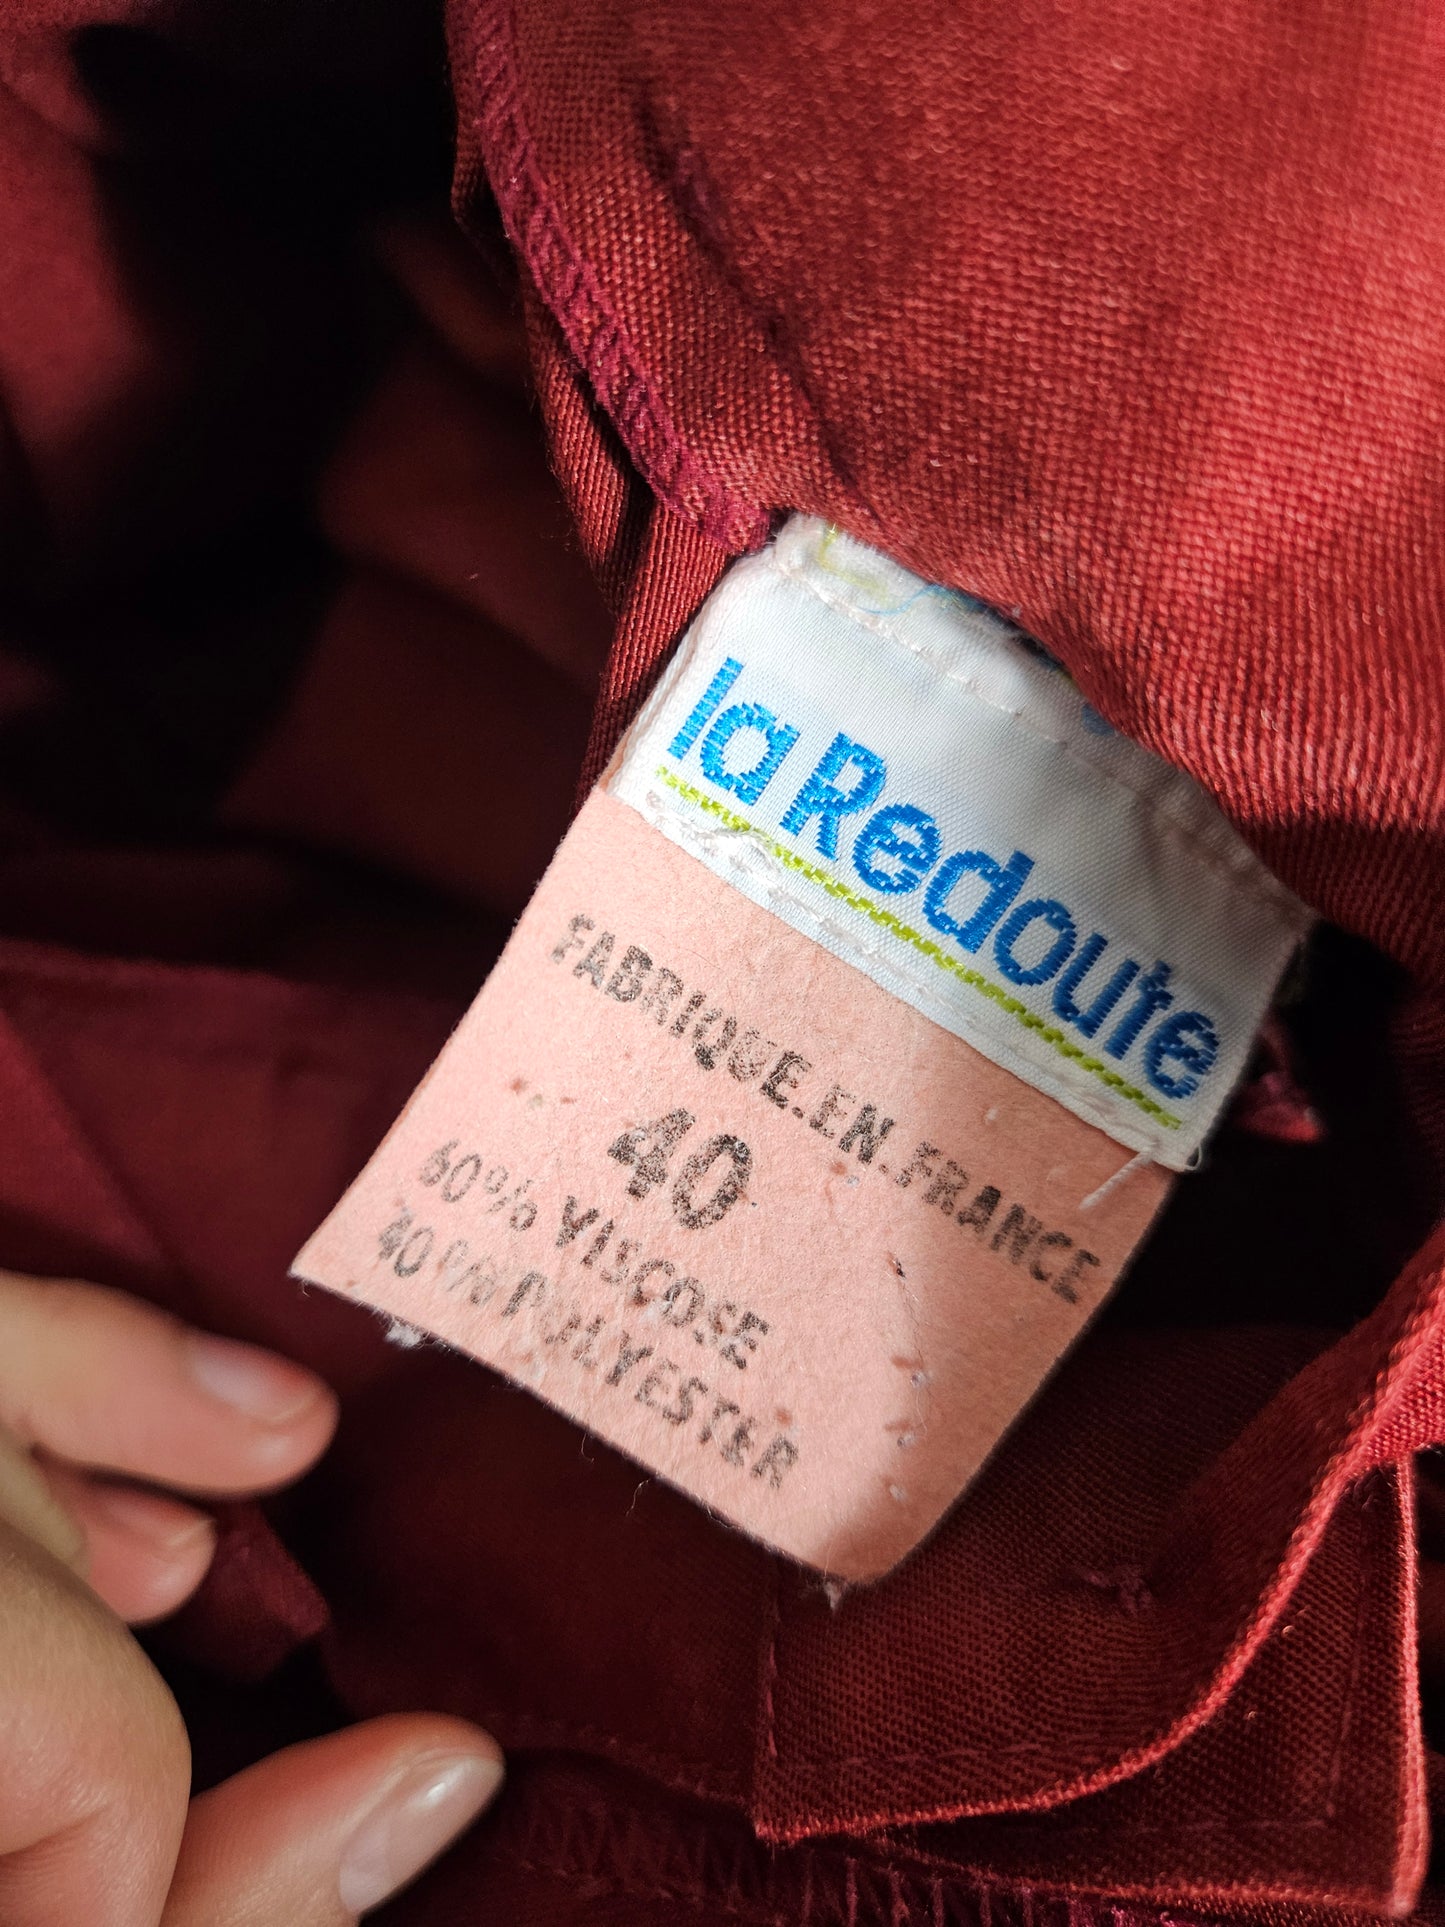 la Redoute
FABRIQUE.EN.FRANCE
40
60% VISCOSE
40% POLYESTER